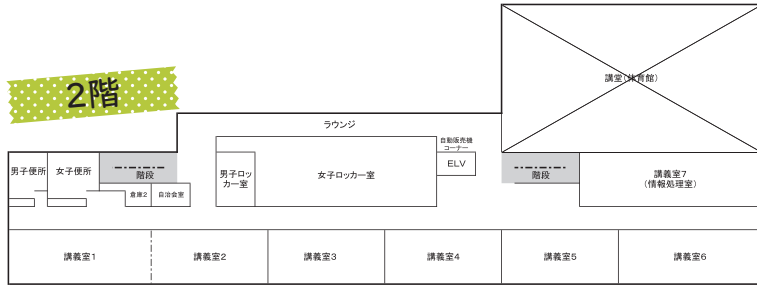 2階
講堂(体育館)
ラウンジ
自動販売機
コーナー
ELV
男子便所
女子便所
階段
倉庫2
自治会室
男子ロッ
カー室
女子ロッカー室
階段
講義室7
(情報処理室)
講義室1
講義室2
講義室3
講義室4
講義室5
講義室6